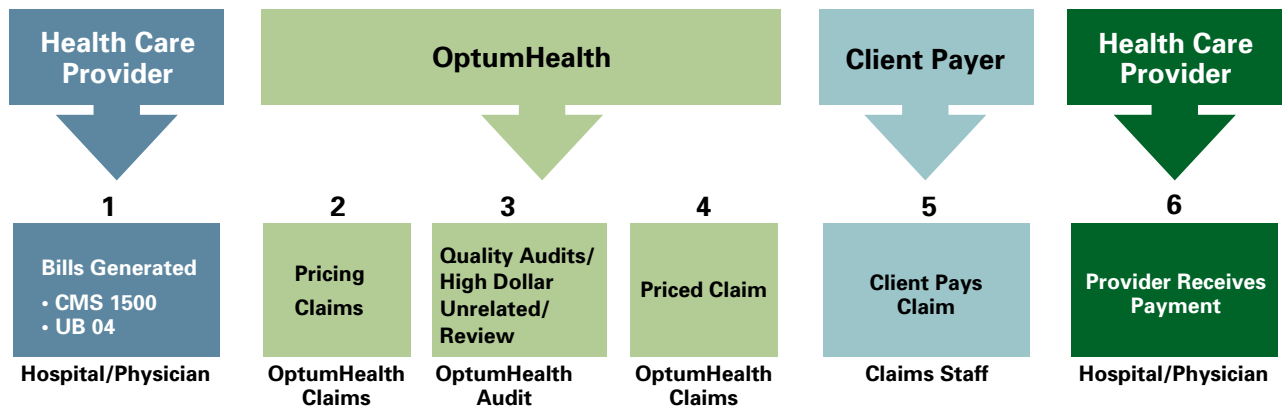 Health Care
Provider
OptumHealth
Client Payer
Health Care
Provider
1
2
3
4
5
6
Bills Generated
• CMS 1500
• UB 04
Pricing
Claims
Quality Audits/
High Dollar
Unrelated/
Review
Priced Claim
Client Pays
Claim
Provider Receives
Payment
Hospital/Physician
OptumHealth
Claims
OptumHealth
Audit
OptumHealth
Claims
Claims Staff
Hospital/Physician